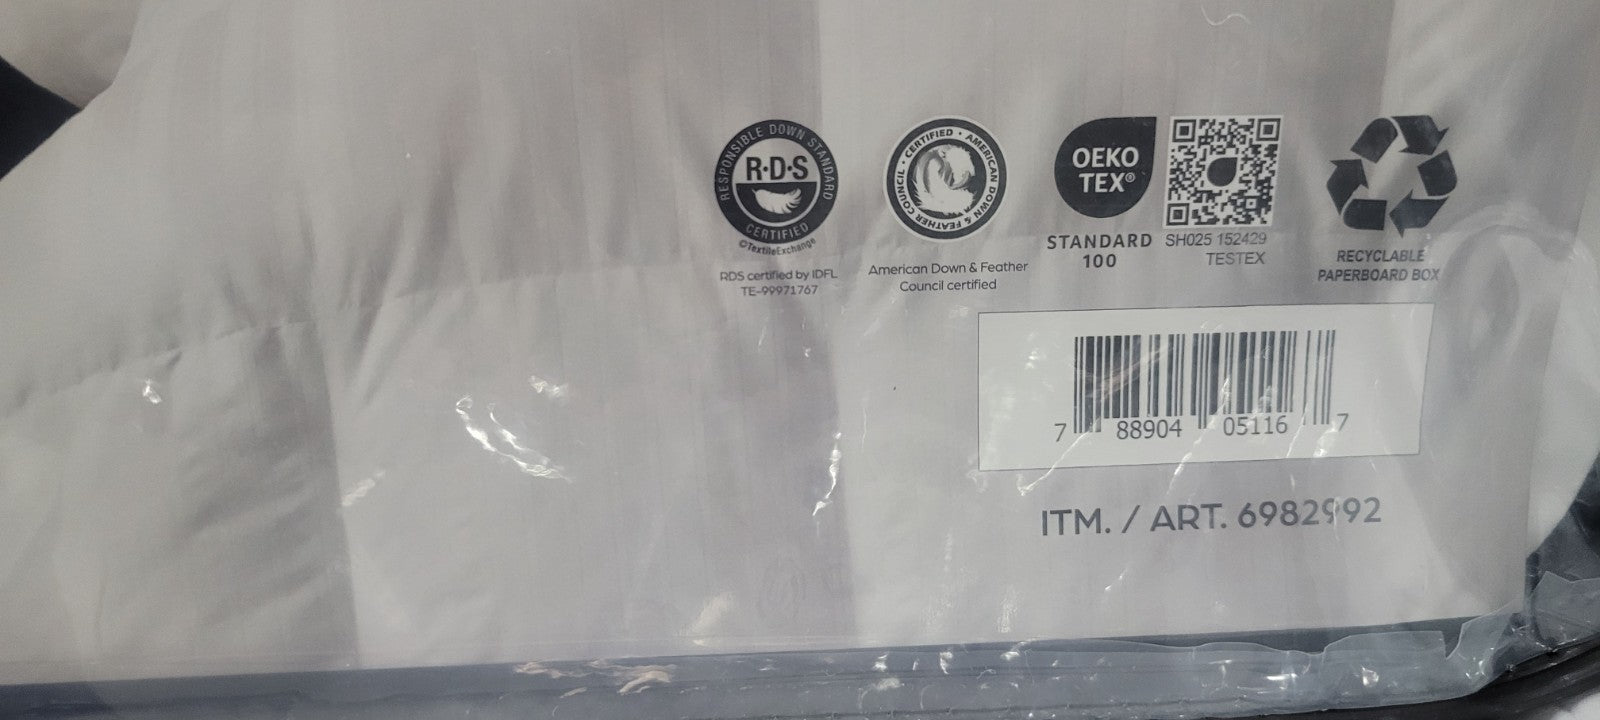 RESPONSIBLE DOWN STANDARD
R·D·S
CERTIFIED
©TextileExchange
RDS certified by IDFL
TE-99971767
CERTIFIED • AMERICAN DOWN & FEATHER COUNCIL •
American Down & Feather
Council certified
OEKO
TEX®
STANDARD
100
SH025 152429
TESTEX
RECYCLABLE
PAPERBOARD BOX
7 88904 05116 7
ITM. / ART. 6982992